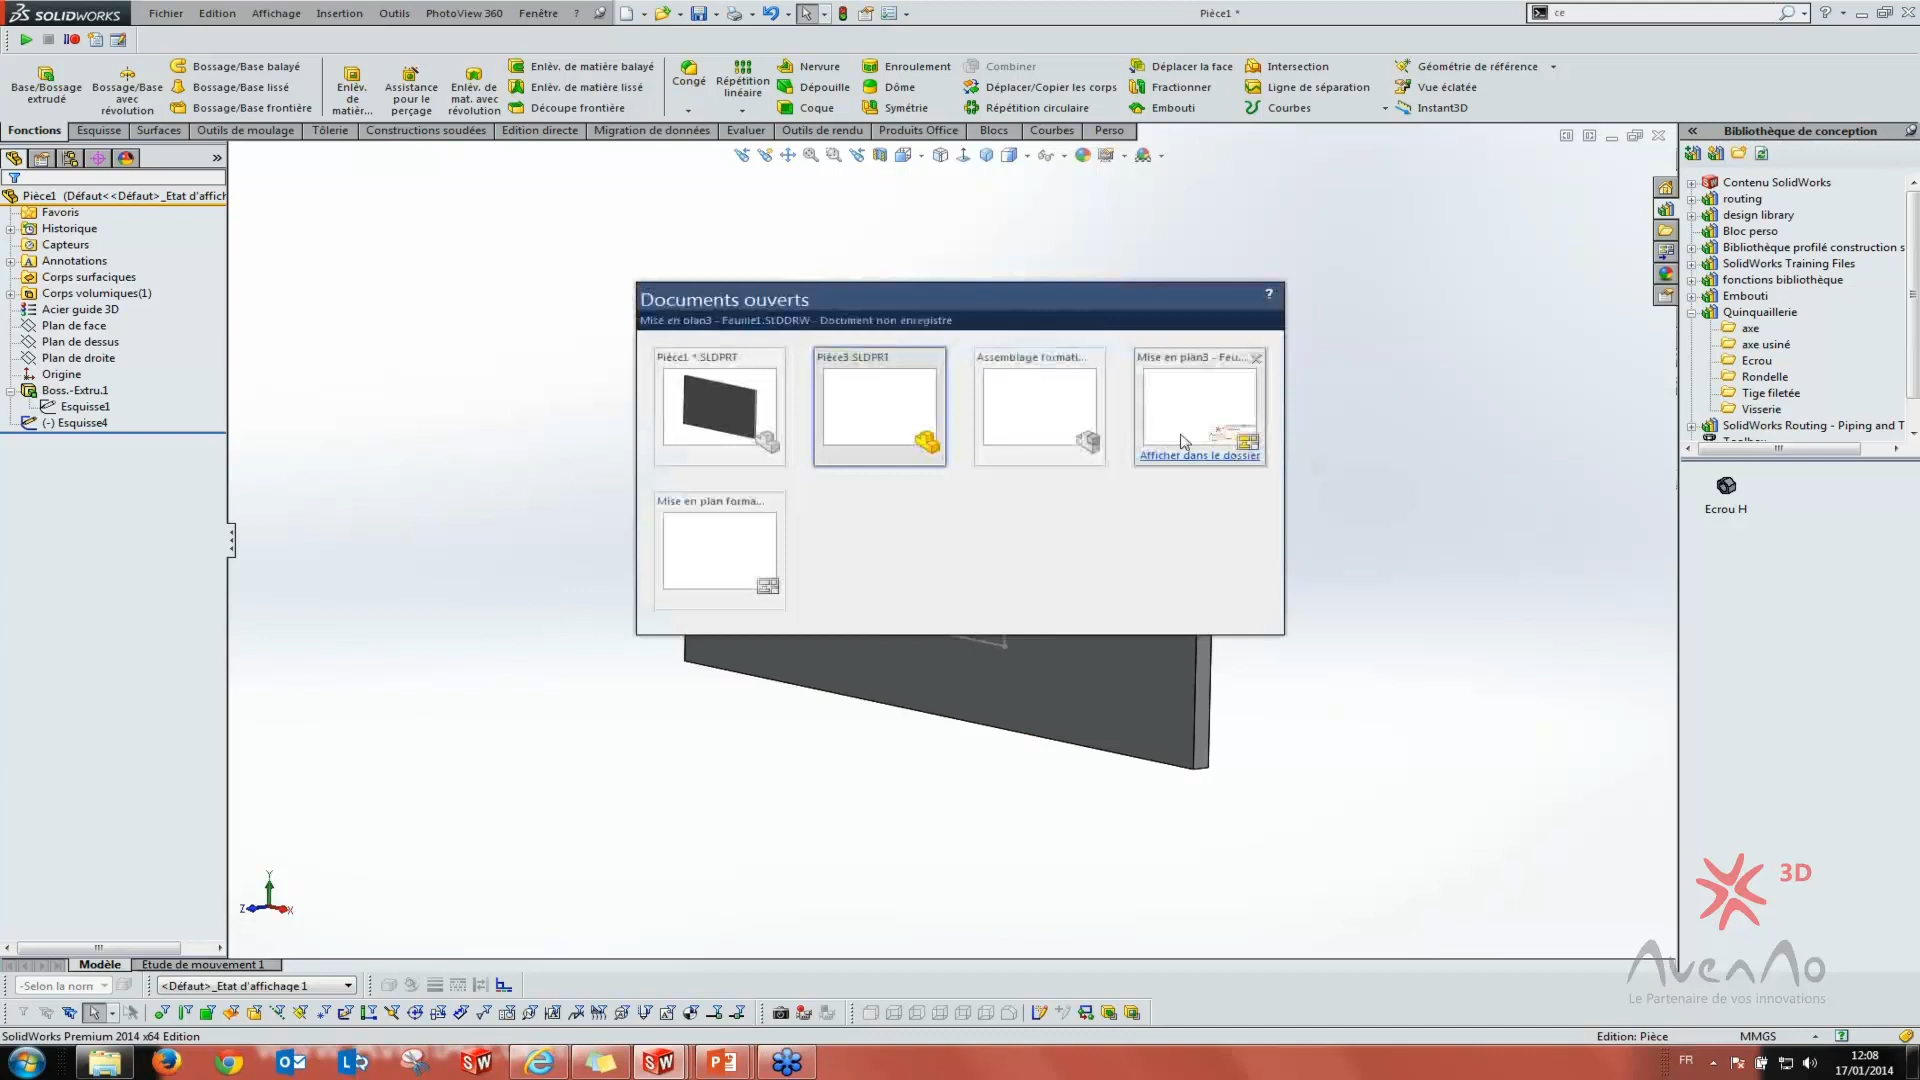 SOLIDWORKS
Fichier Edition Affichage Insertion Outils PhotoView 360 Fenêtre ?
Pièce1 *
ce
Base/Bossage extrudé
Bossage/Base avec révolution
Bossage/Base balayé
Bossage/Base lissé
Bossage/Base frontière
Enlèv. de matièr...
Assistance pour le perçage
Enlèv. de mat. avec révolution
Enlèv. de matière balayé
Enlèv. de matière lissé
Découpe frontière
Congé
Répétition linéaire
Nervure
Dépouille
Coque
Enroulement
Dôme
Symétrie
Combiner
Déplacer/Copier les corps
Répétition circulaire
Déplacer la face
Fractionner
Embouti
Intersection
Ligne de séparation
Courbes
Géométrie de référence
Vue éclatée
Instant3D
Fonctions Esquisse Surfaces Outils de moulage Tôlerie Constructions soudées Edition directe Migration de données Evaluer Outils de rendu Produits Office Blocs Courbes Perso
Pièce1 (Défaut<<Défaut>_Etat d'affich
Favoris
Historique
Capteurs
Annotations
Corps surfaciques
Corps volumiques(1)
Acier guide 3D
Plan de face
Plan de dessus
Plan de droite
Origine
Boss.-Extru.1
Esquisse1
(-) Esquisse4
Documents ouverts
?
Mise en plan3 - Feuille1.SLDDRW - Document non enregistré
Pièce1 *.SLDPRT
Pièce3.SLDPRT
Assemblage formati...
Mise en plan3 - Feu...
Afficher dans le dossier
Mise en plan forma...
Bibliothèque de conception
Contenu SolidWorks
routing
design library
Bloc perso
Bibliothèque profilé construction s
SolidWorks Training Files
fonctions bibliothèque
Embouti
Quinquaillerie
axe
axe usiné
Ecrou
Rondelle
Tige filetée
Visserie
SolidWorks Routing - Piping and T
Ecrou H
Y
Z
X
3D
AvenAo
Le Partenaire de vos innovations
Modèle Etude de mouvement 1
-Selon la norn
<Défaut>_Etat d'affichage 1
SolidWorks Premium 2014 x64 Edition
Edition: Pièce
MMGS
FR
12:08
17/01/2014